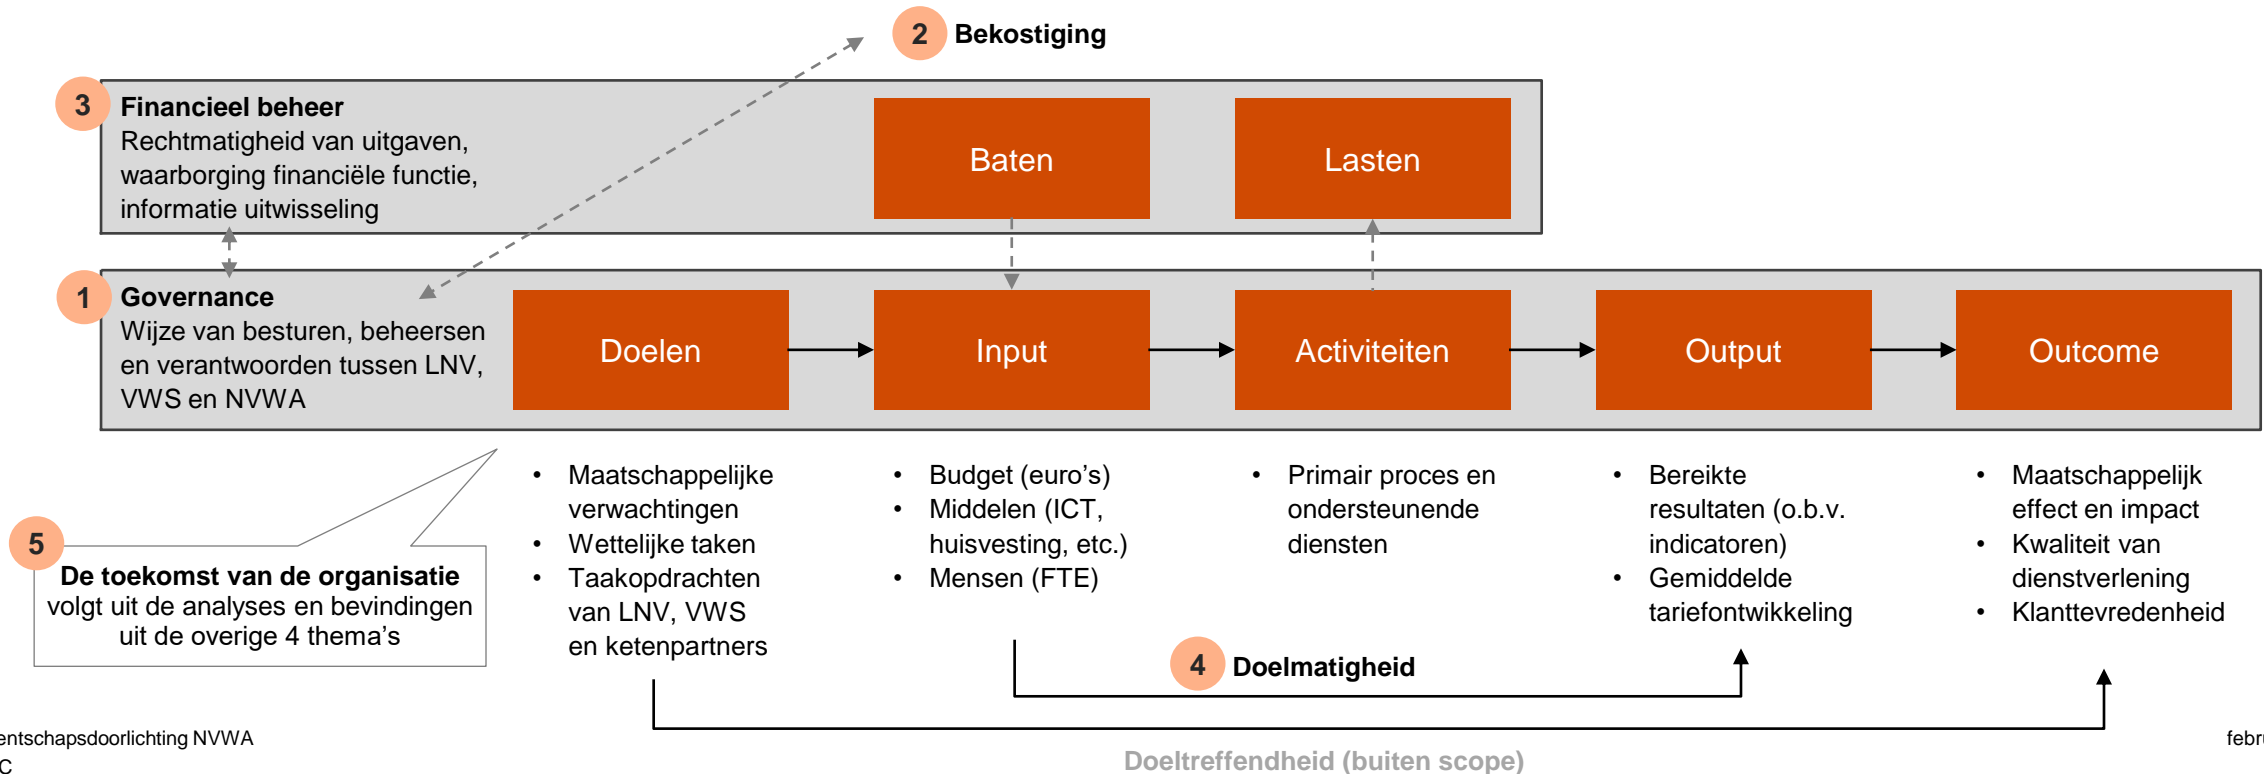 2 Bekostiging
3 Financieel beheer
Rechtmatigheid van uitgaven,
waarborging financiële functie,
informatie uitwisseling
Baten
Lasten
1 Governance
Wijze van besturen, beheersen
en verantwoorden tussen LNV,
VWS en NVWA
Doelen
Input
Activiteiten
Output
Outcome
• Maatschappelijke
verwachtingen
• Wettelijke taken
• Taakopdrachten
van LNV, VWS
en ketenpartners
• Budget (euro’s)
• Middelen (ICT,
huisvesting, etc.)
• Mensen (FTE)
• Primair proces en
ondersteunende
diensten
• Bereikte
resultaten (o.b.v.
indicatoren)
• Gemiddelde
tariefontwikkeling
• Maatschappelijk
effect en impact
• Kwaliteit van
dienstverlening
• Klanttevredenheid
5
De toekomst van de organisatie
volgt uit de analyses en bevindingen
uit de overige 4 thema’s
4 Doelmatigheid
Doeltreffendheid (buiten scope)
entschapsdoorlichting NVWA
C
febr